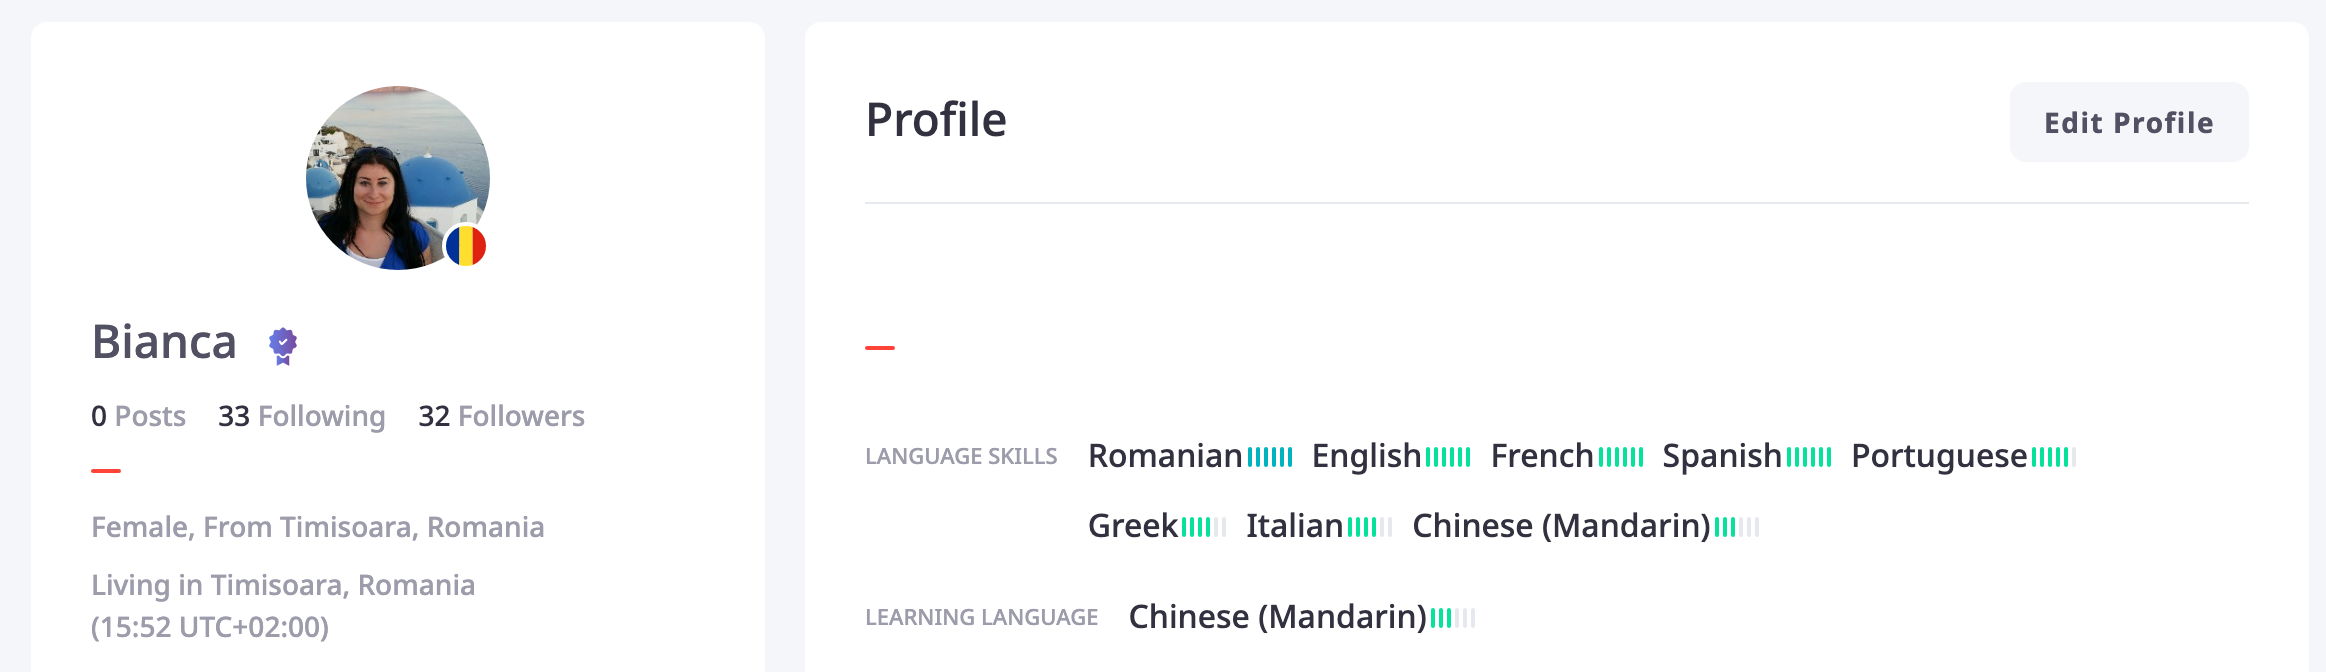 Bianca
0 Posts 33 Following 32 Followers
Female, From Timisoara, Romania
Living in Timisoara, Romania
(15:52 UTC+02:00)
Profile
Edit Profile
LANGUAGE SKILLS Romanian English French Spanish Portuguese
Greek Italian Chinese (Mandarin)
LEARNING LANGUAGE Chinese (Mandarin)